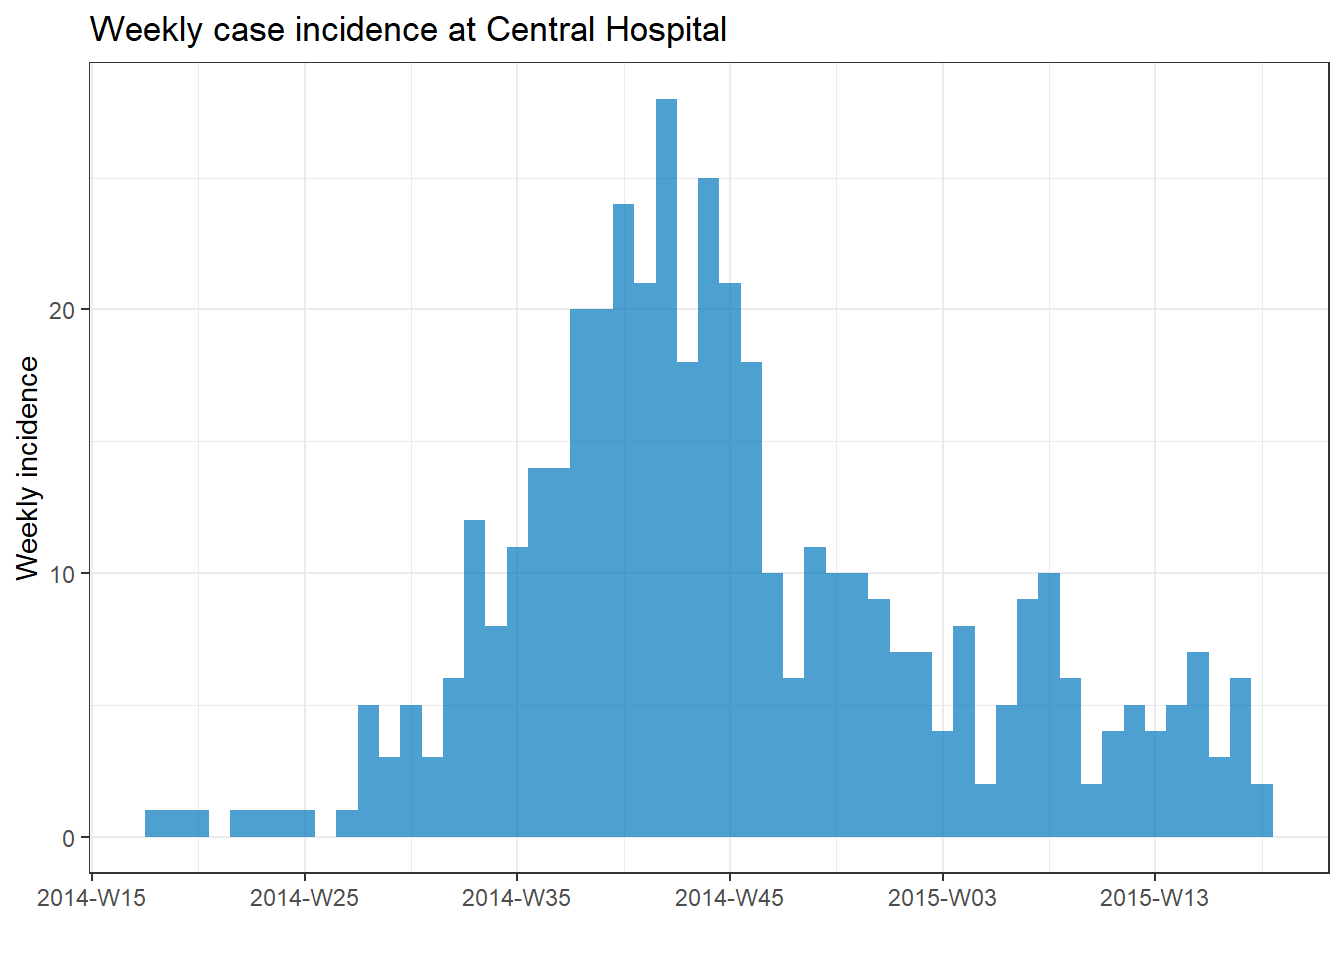 Weekly case incidence at Central Hospital
Weekly incidence
20
10
0
2014-W15 2014-W25 2014-W35 2014-W45 2015-W03 2015-W13